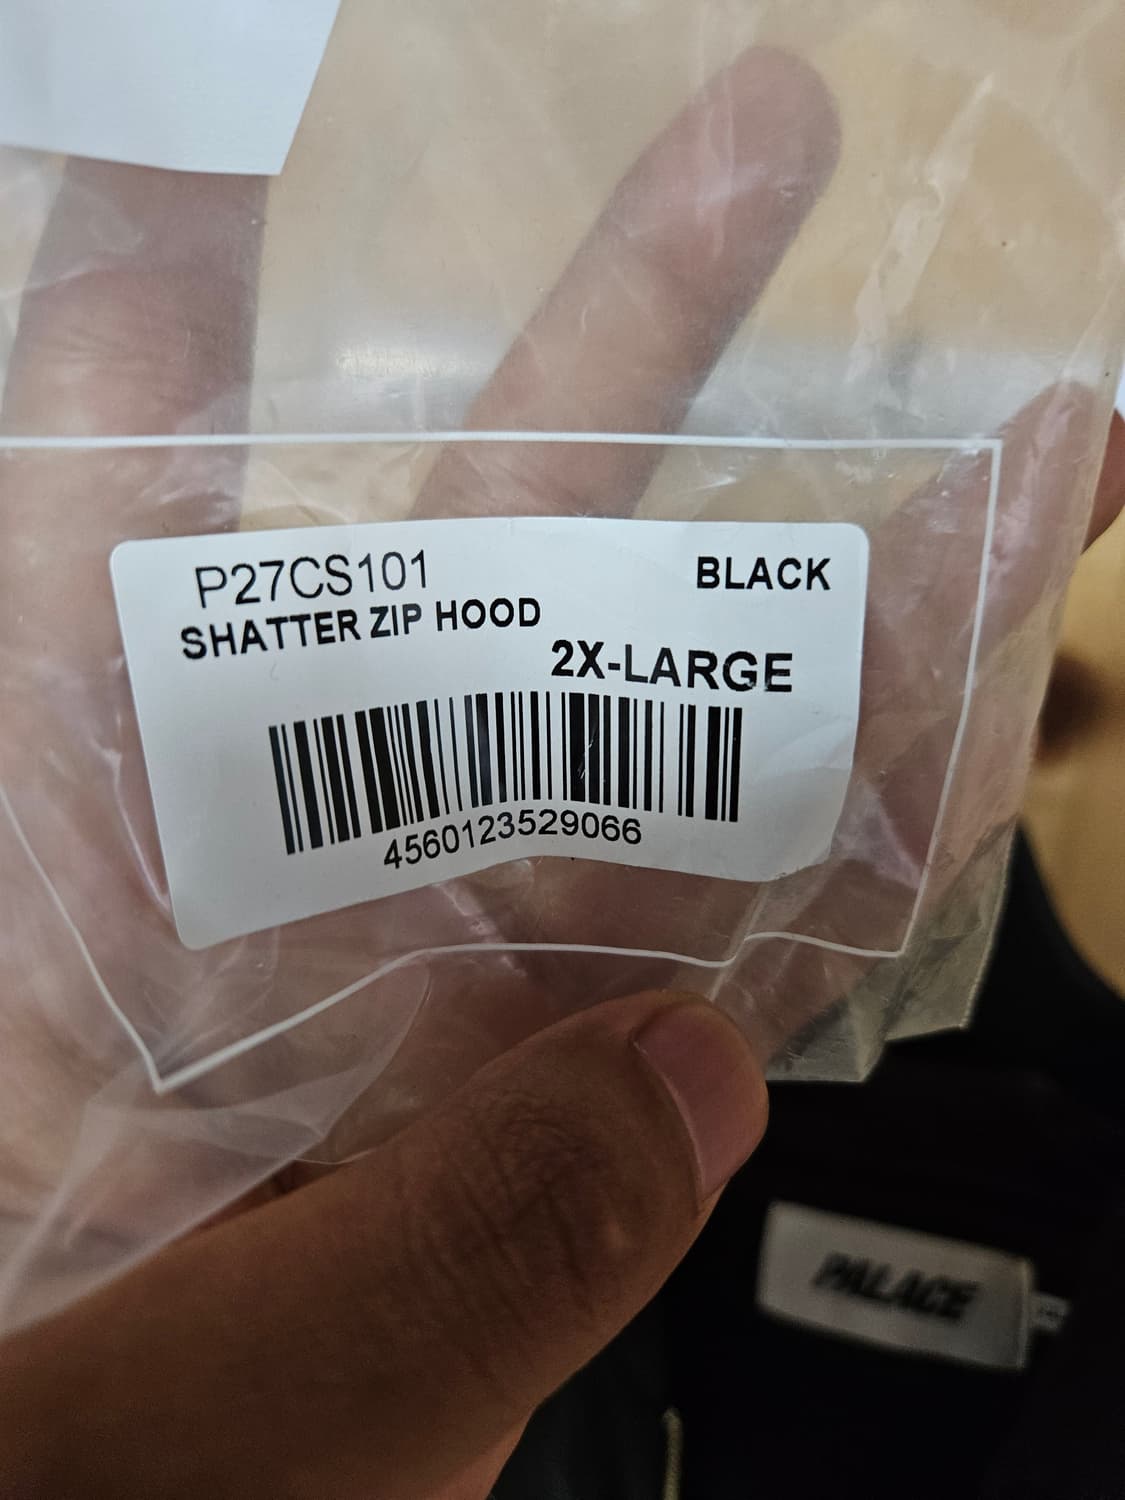 P27CS101
BLACK
SHATTER ZIP HOOD
2X-LARGE
4560123529066
PALACE